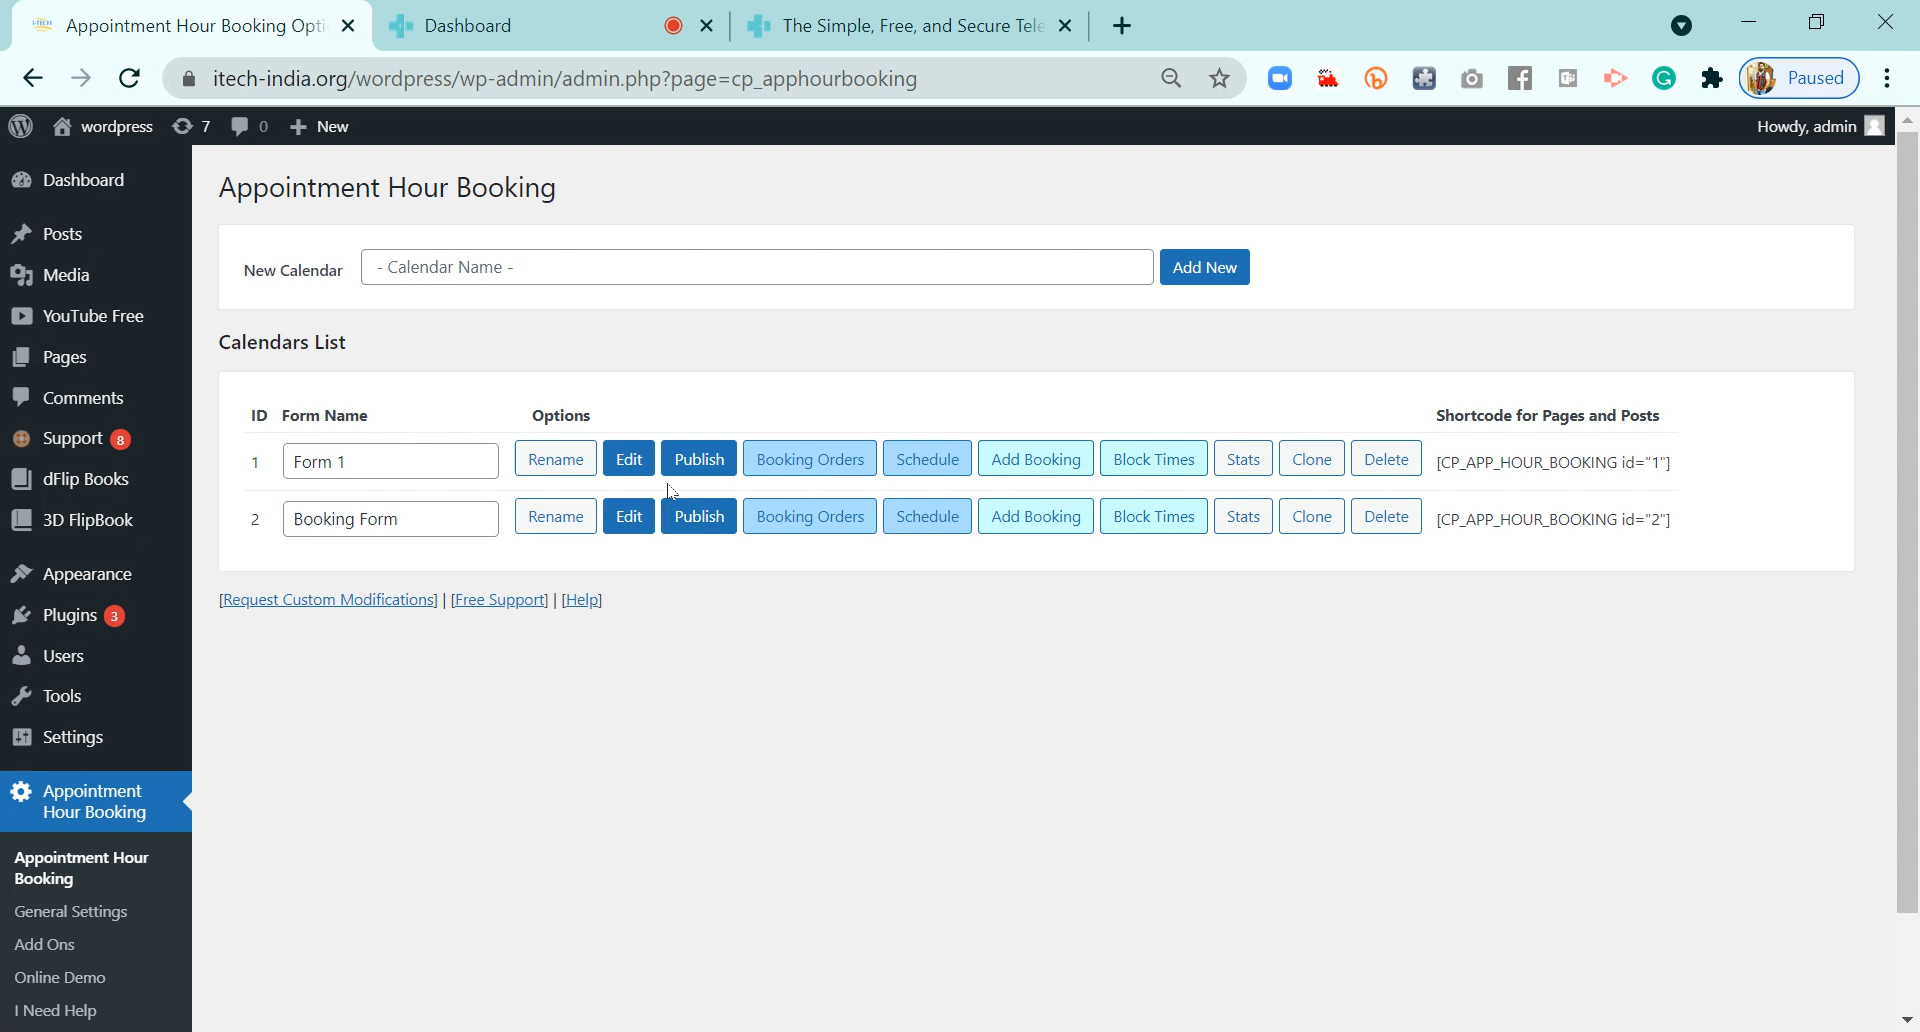 Appointment Hour Booking Opti
Dashboard
The Simple, Free, and Secure Tele
itech-india.org/wordpress/wp-admin/admin.php?page=cp_apphourbooking
Paused
wordpress
7
0
New
Howdy, admin
Dashboard
Posts
Media
YouTube Free
Pages
Comments
Support 8
dFlip Books
3D FlipBook
Appearance
Plugins 3
Users
Tools
Settings
Appointment
Hour Booking
Appointment Hour
Booking
General Settings
Add Ons
Online Demo
I Need Help
Appointment Hour Booking
New Calendar - Calendar Name - Add New
Calendars List
ID Form Name Options Shortcode for Pages and Posts
1 Form 1 Rename Edit Publish Booking Orders Schedule Add Booking Block Times Stats Clone Delete [CP_APP_HOUR_BOOKING id="1"]
2 Booking Form Rename Edit Publish Booking Orders Schedule Add Booking Block Times Stats Clone Delete [CP_APP_HOUR_BOOKING id="2"]
[Request Custom Modifications] | [Free Support] | [Help]